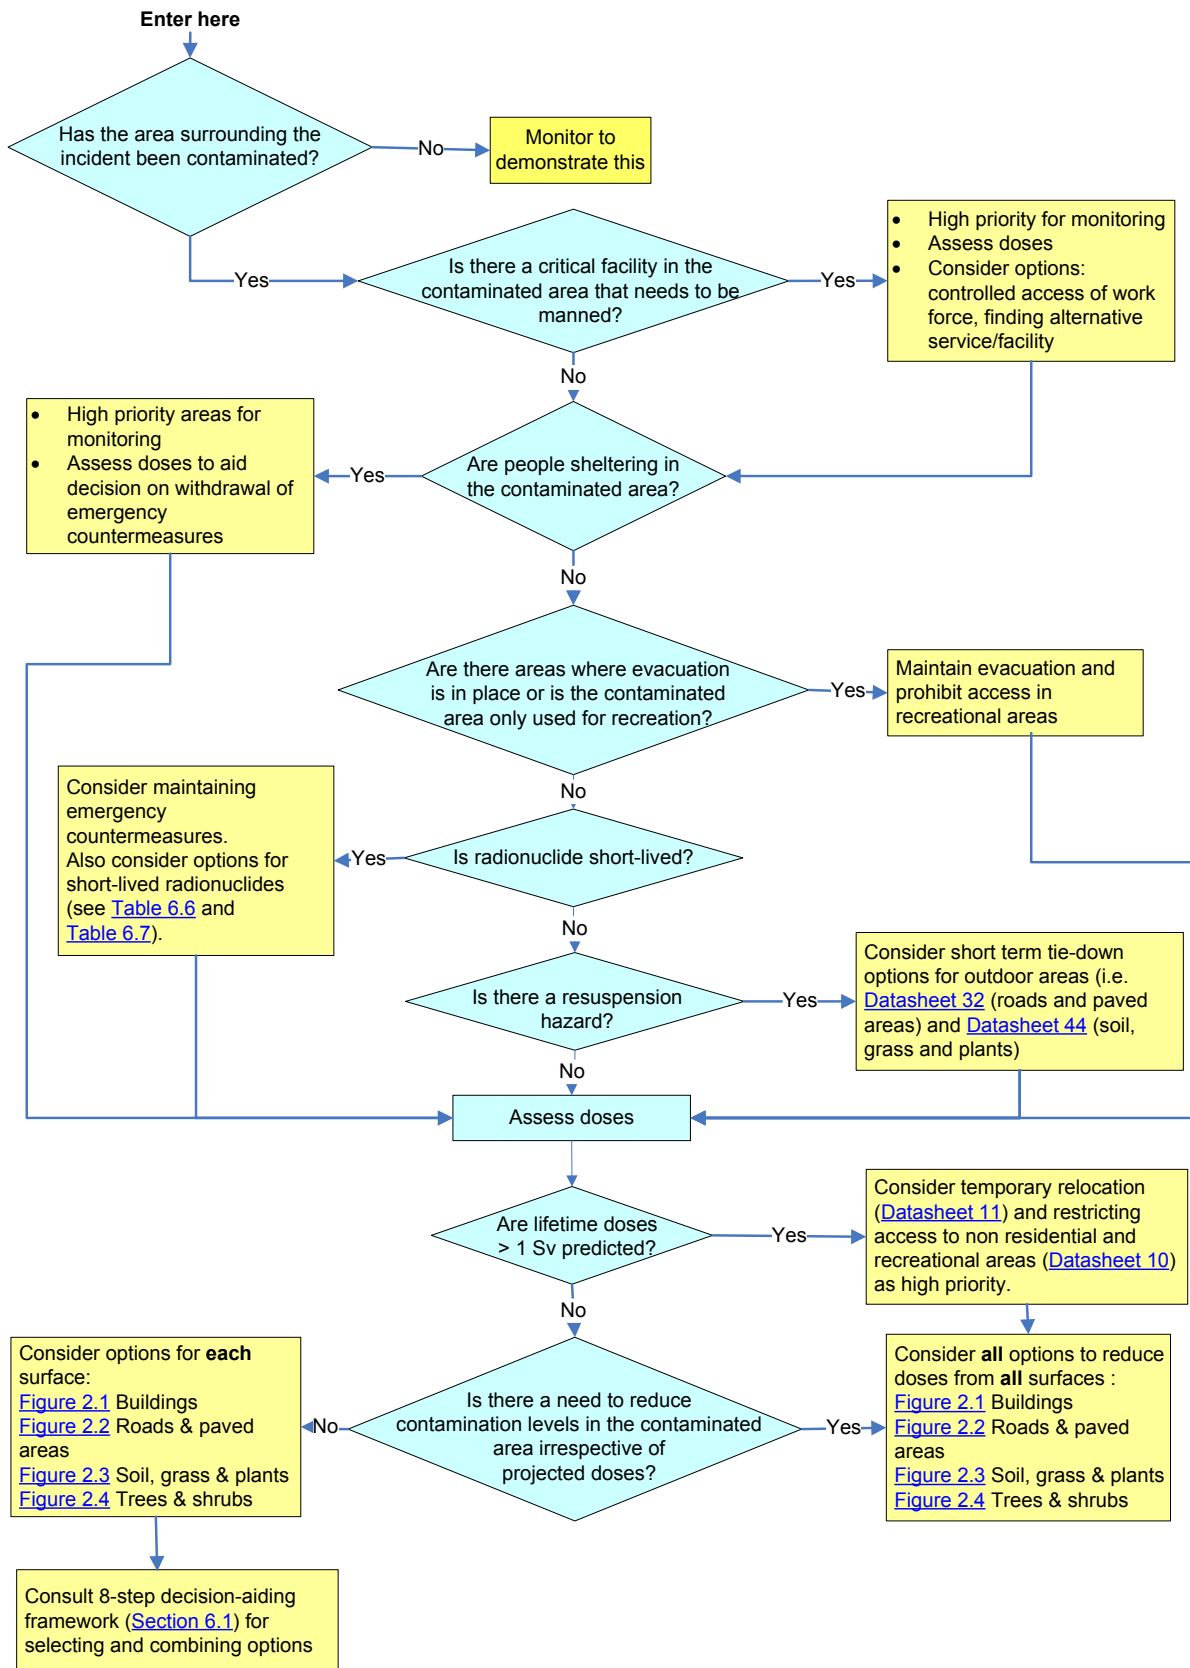 Enter here
Has the area surrounding the
incident been contaminated?
No
Monitor to
demonstrate this
Yes
Is there a critical facility in the
contaminated area that needs to be
manned?
Yes
• High priority for monitoring
• Assess doses
• Consider options:
controlled access of work
force, finding alternative
service/facility
No
• High priority areas for
monitoring
• Assess doses to aid
decision on withdrawal of
emergency
countermeasures
Yes
Are people sheltering in
the contaminated area?
No
Are there areas where evacuation
is in place or is the contaminated
area only used for recreation?
Yes
Maintain evacuation and
prohibit access in
recreational areas
No
Consider maintaining
emergency
countermeasures.
Also consider options for
short-lived radionuclides
(see Table 6.6 and
Table 6.7).
Yes
Is radionuclide short-lived?
No
Is there a resuspension
hazard?
Yes
Consider short term tie-down
options for outdoor areas (i.e.
Datasheet 32 (roads and paved
areas) and Datasheet 44 (soil,
grass and plants)
No
Assess doses
Are lifetime doses
> 1 Sv predicted?
Yes
Consider temporary relocation
(Datasheet 11) and restricting
access to non residential and
recreational areas (Datasheet 10)
as high priority.
No
Consider options for each
surface:
Figure 2.1 Buildings
Figure 2.2 Roads & paved
areas
Figure 2.3 Soil, grass & plants
Figure 2.4 Trees & shrubs
No
Is there a need to reduce
contamination levels in the contaminated
area irrespective of
projected doses?
Yes
Consider all options to reduce
doses from all surfaces :
Figure 2.1 Buildings
Figure 2.2 Roads & paved
areas
Figure 2.3 Soil, grass & plants
Figure 2.4 Trees & shrubs
Consult 8-step decision-aiding
framework (Section 6.1) for
selecting and combining options